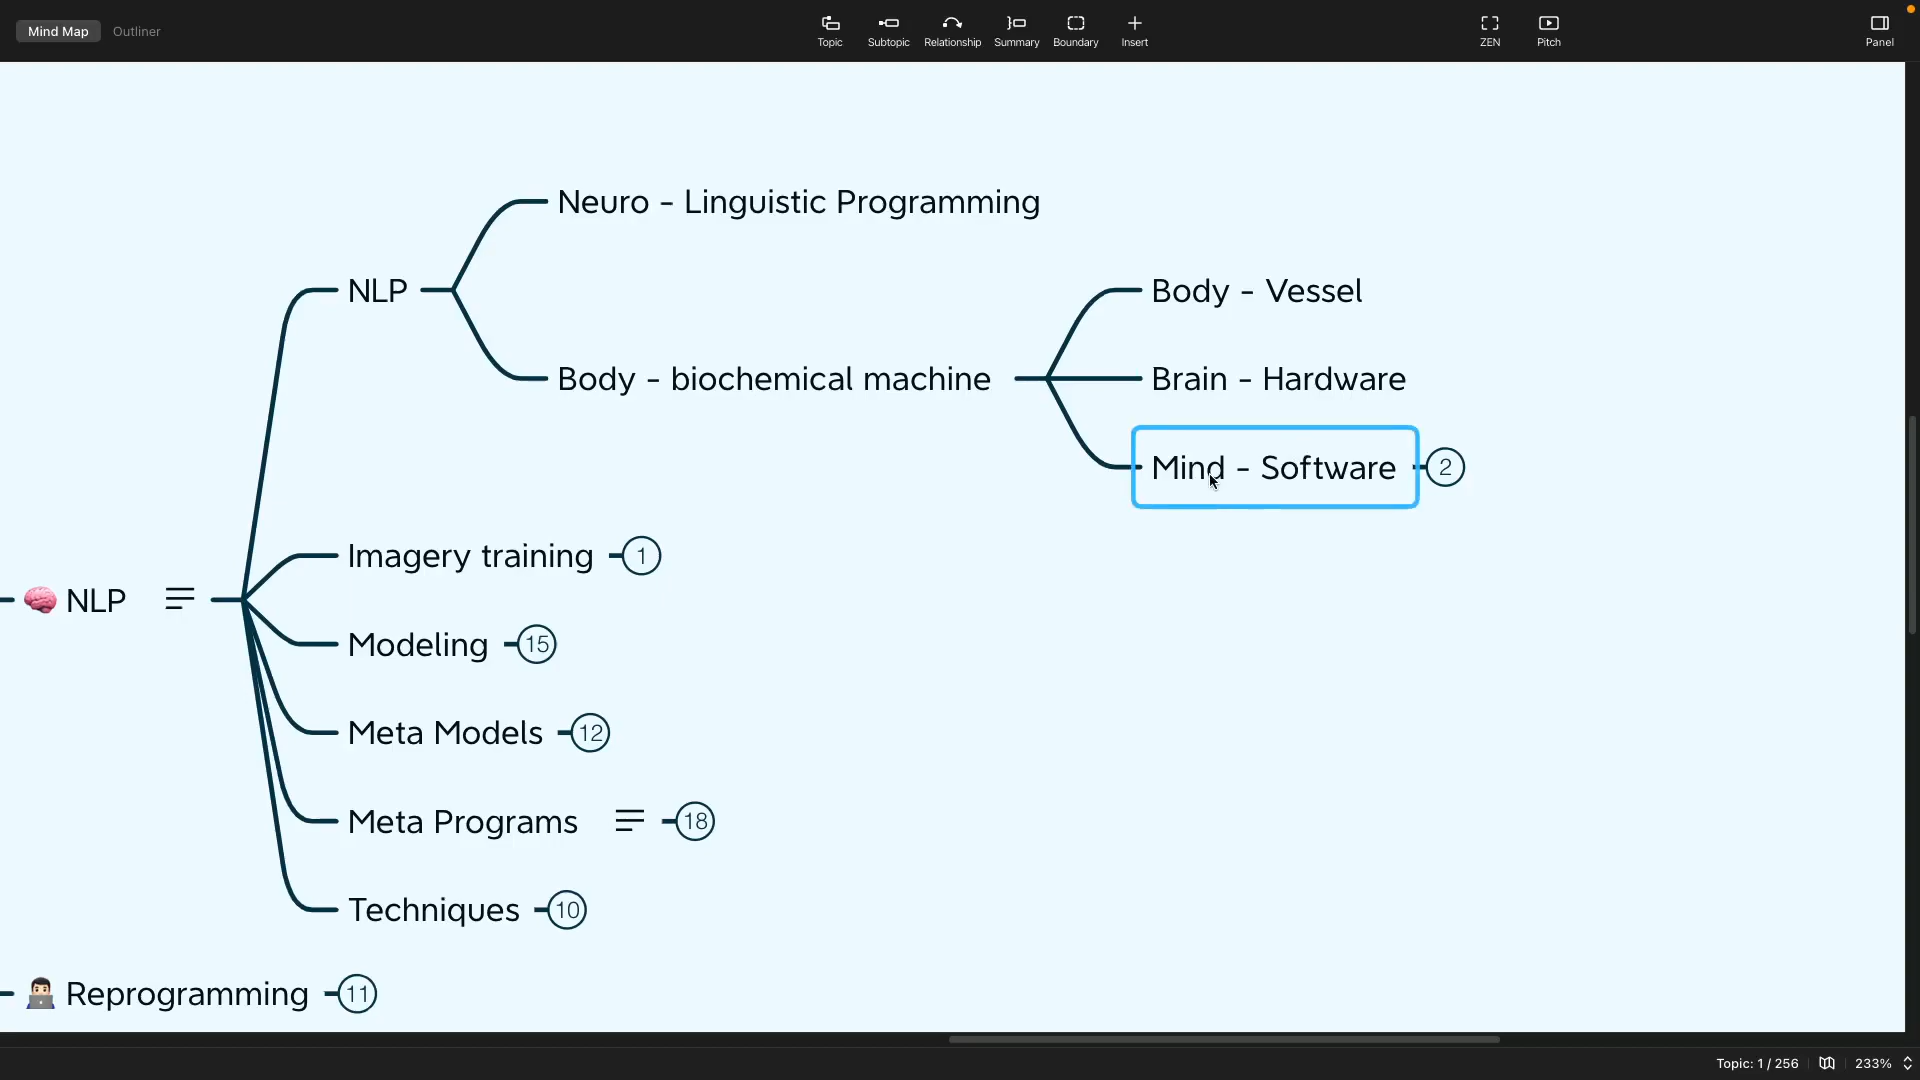 Mind Map Outliner
Topic Subtopic Relationship Summary Boundary Insert ZEN Pitch Panel
Neuro - Linguistic Programming
NLP
Body - Vessel
Body - biochemical machine
Brain - Hardware
Mind - Software 2
Imagery training 1
🧠 NLP
Modeling 15
Meta Models 12
Meta Programs 18
Techniques 10
👨🏻‍💻 Reprogramming 11
Topic: 1 / 256 233%